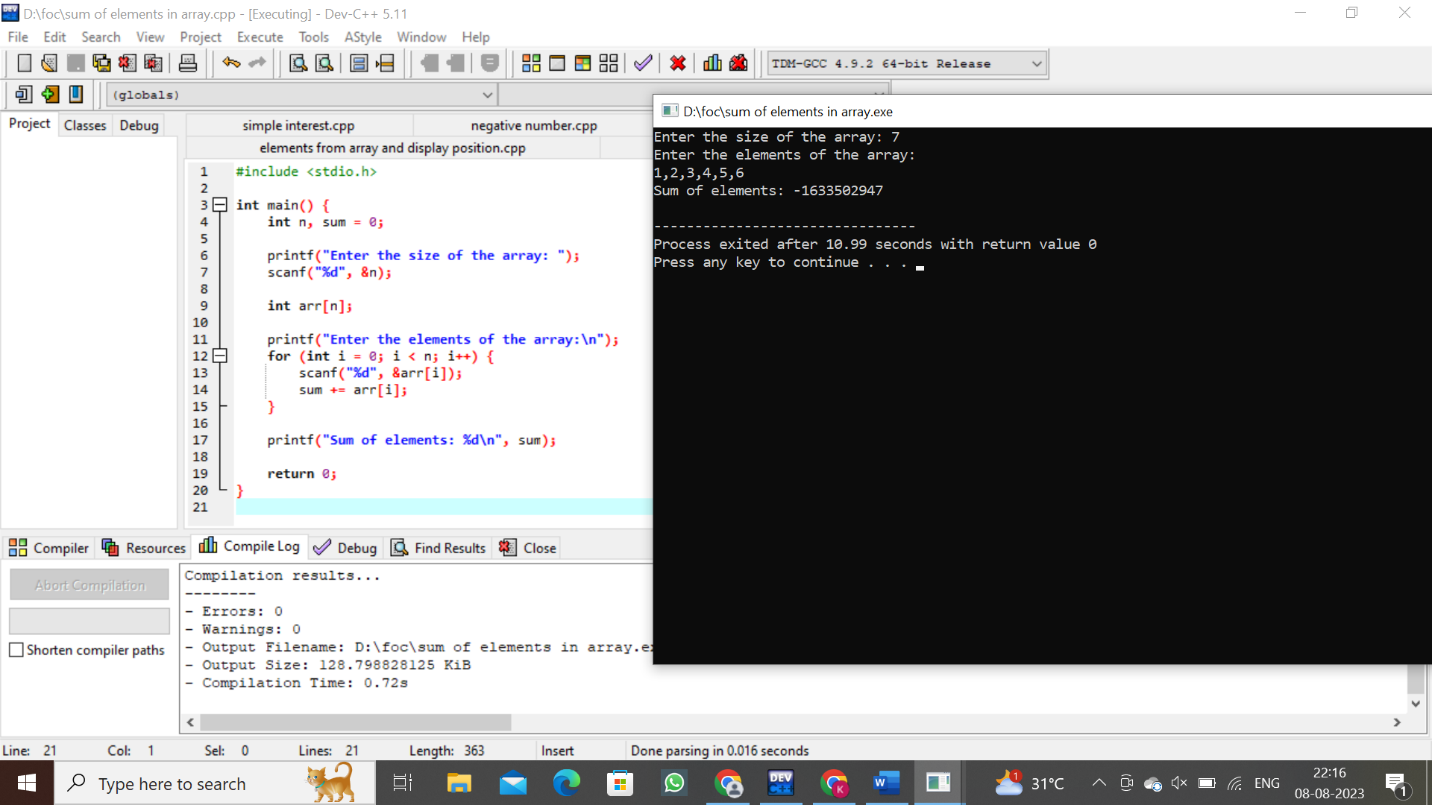 D:\foc\sum of elements in array.cpp - [Executing] - Dev-C++ 5.11
File Edit Search View Project Execute Tools AStyle Window Help
TDM-GCC 4.9.2 64-bit Release
(globals)
Project Classes Debug
simple interest.cpp negative number.cpp
elements from array and display position.cpp
1 #include <stdio.h>
2
3 int main() {
4 int n, sum = 0;
5
6 printf("Enter the size of the array: ");
7 scanf("%d", &n);
8
9 int arr[n];
10
11 printf("Enter the elements of the array:\n");
12 for (int i = 0; i < n; i++) {
13 scanf("%d", &arr[i]);
14 sum += arr[i];
15 }
16
17 printf("Sum of elements: %d\n", sum);
18
19 return 0;
20 }
21
D:\foc\sum of elements in array.exe
Enter the size of the array: 7
Enter the elements of the array:
1,2,3,4,5,6
Sum of elements: -1633502947
--------------------------------
Process exited after 10.99 seconds with return value 0
Press any key to continue . . .
Compiler Resources Compile Log Debug Find Results Close
Abort Compilation
Shorten compiler paths
Compilation results...
--------
- Errors: 0
- Warnings: 0
- Output Filename: D:\foc\sum of elements in array.e
- Output Size: 128.798828125 KiB
- Compilation Time: 0.72s
Line: 21 Col: 1 Sel: 0 Lines: 21 Length: 363 Insert Done parsing in 0.016 seconds
Type here to search
DEV C++
K
W
1
31°C
ENG
22:16
08-08-2023
1